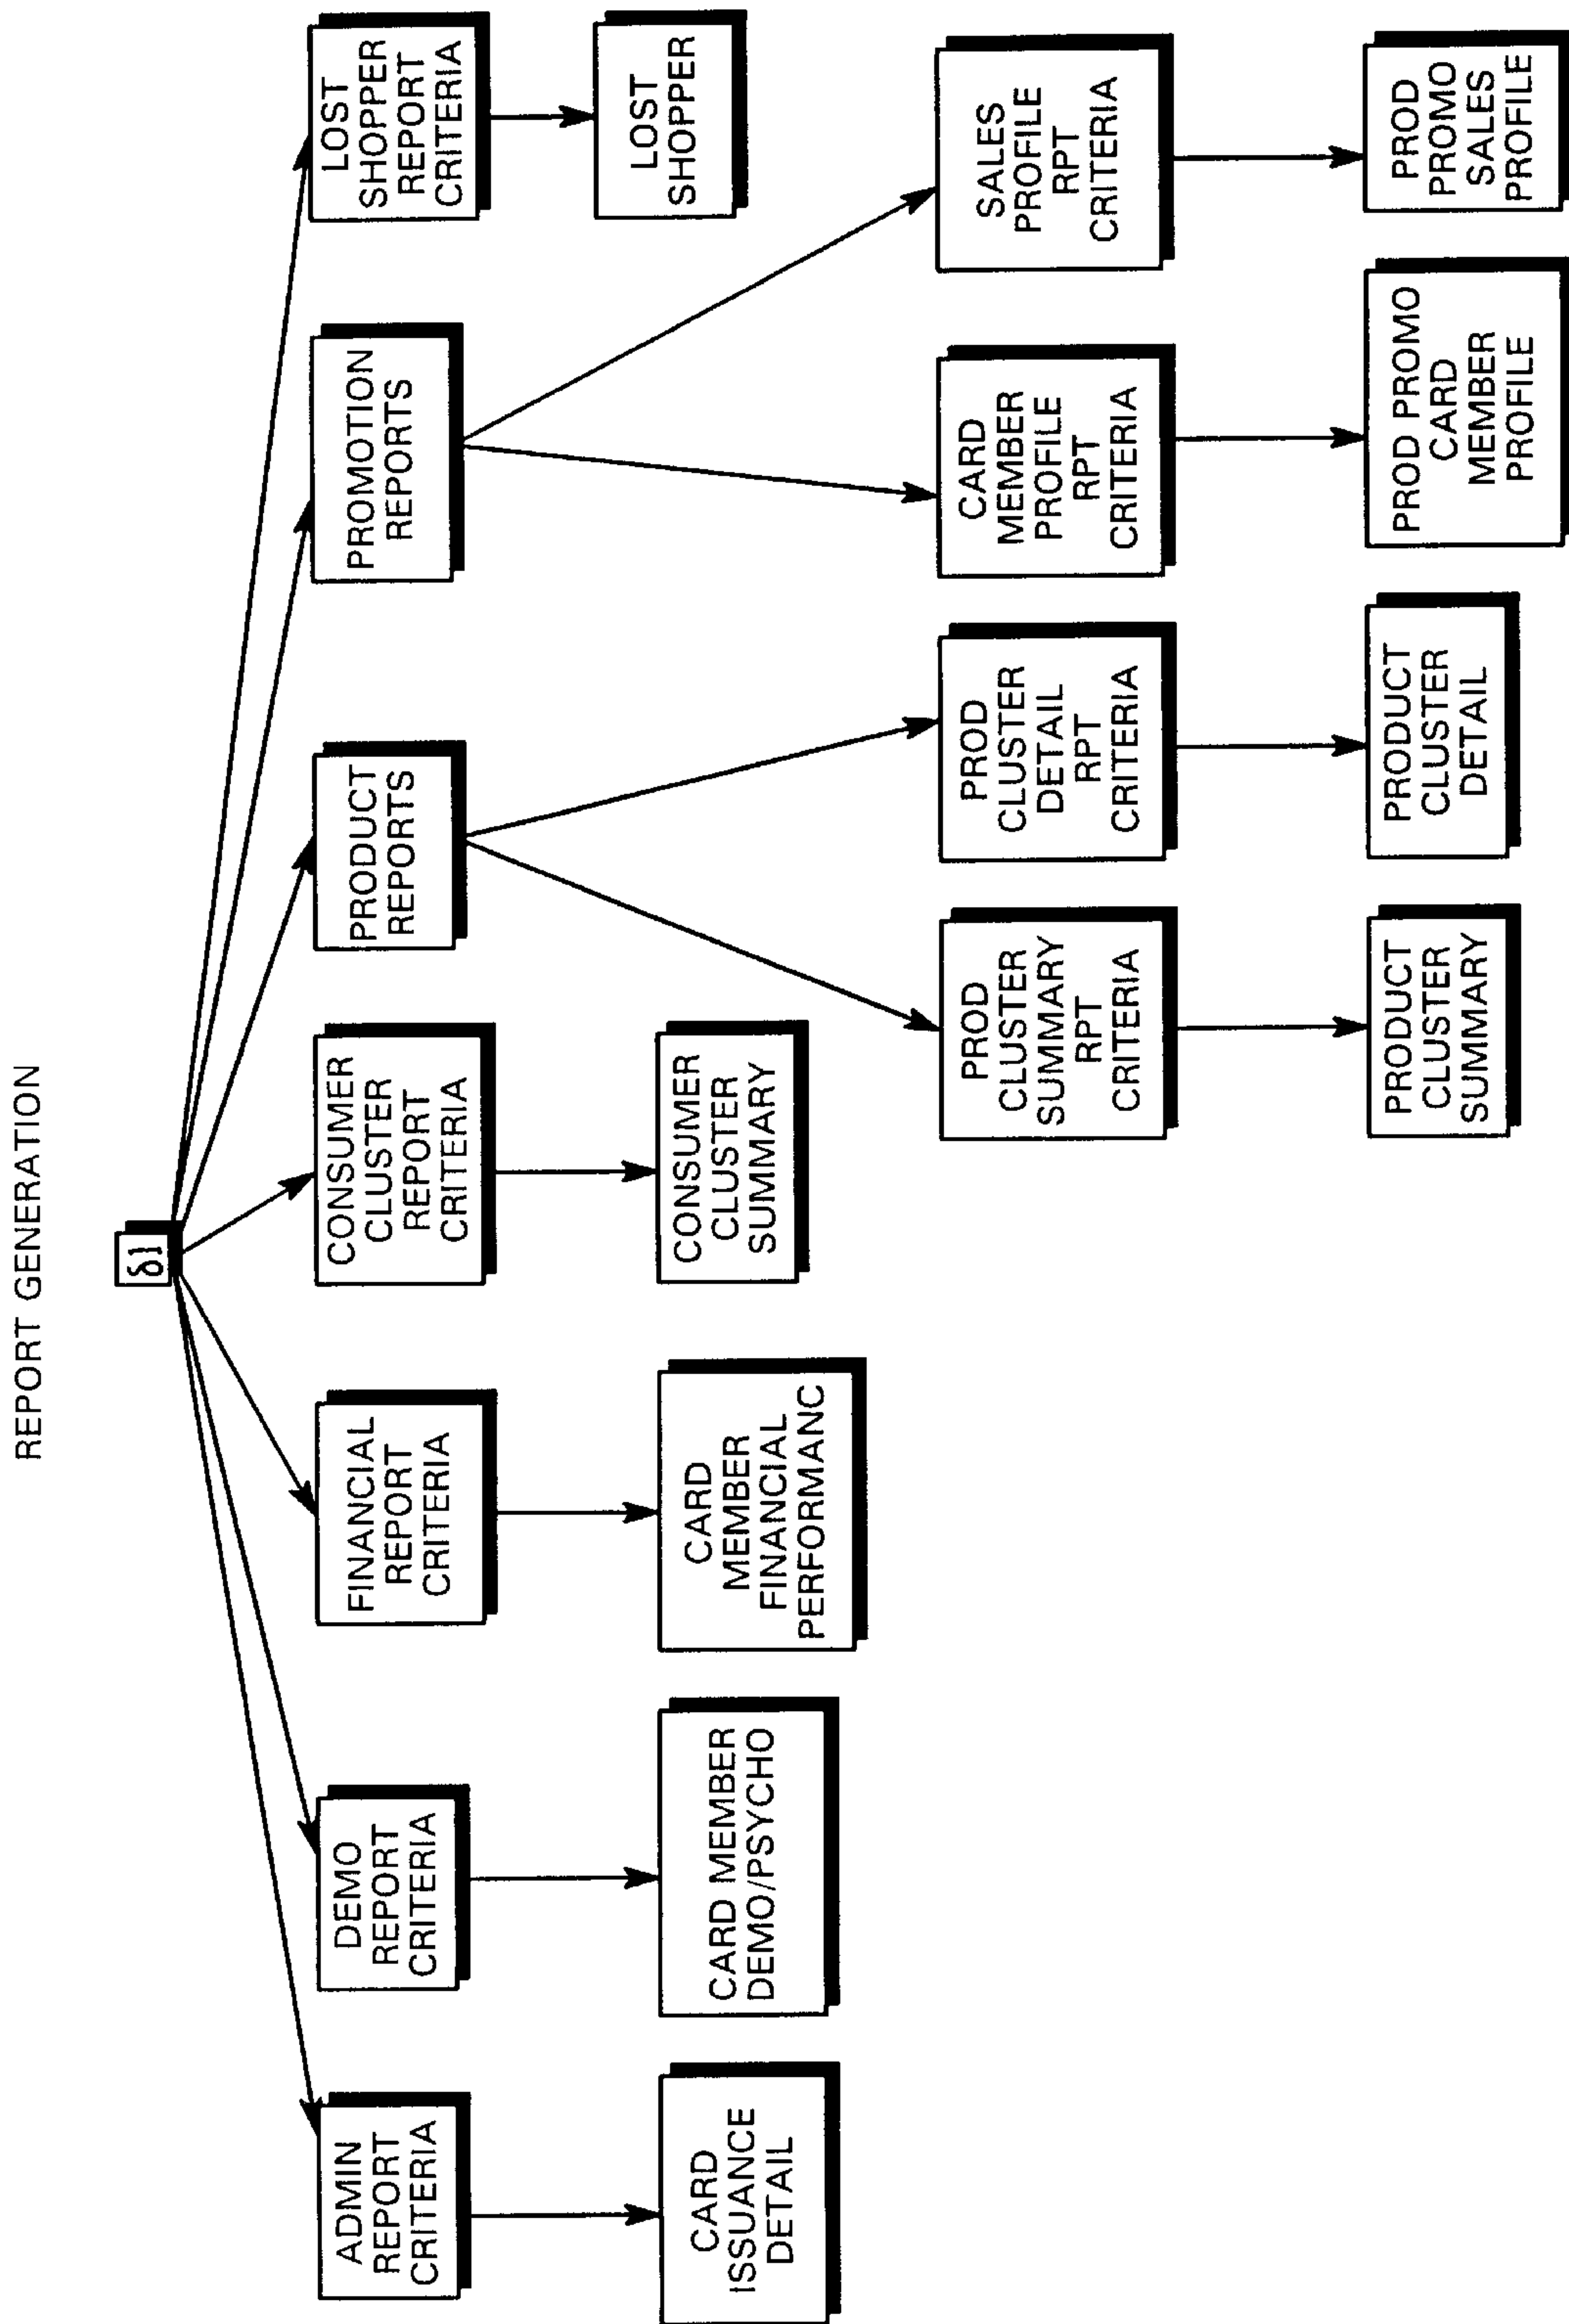 REPORT GENERATION
δ1
ADMIN
REPORT
CRITERIA
DEMO
REPORT
CRITERIA
FINANCIAL
REPORT
CRITERIA
CONSUMER
CLUSTER
REPORT
CRITERIA
PRODUCT
REPORTS
PROMOTION
REPORTS
LOST
SHOPPER
REPORT
CRITERIA
CARD
ISSUANCE
DETAIL
CARD MEMBER
DEMO/PSYCHO
CARD
MEMBER
FINANCIAL
PERFORMANC
CONSUMER
CLUSTER
SUMMARY
LOST
SHOPPER
PROD
CLUSTER
SUMMARY
RPT
CRITERIA
PROD
CLUSTER
DETAIL
RPT
CRITERIA
CARD
MEMBER
PROFILE
RPT
CRITERIA
SALES
PROFILE
RPT
CRITERIA
PRODUCT
CLUSTER
SUMMARY
PRODUCT
CLUSTER
DETAIL
PROD PROMO
CARD
MEMBER
PROFILE
PROD
PROMO
SALES
PROFILE